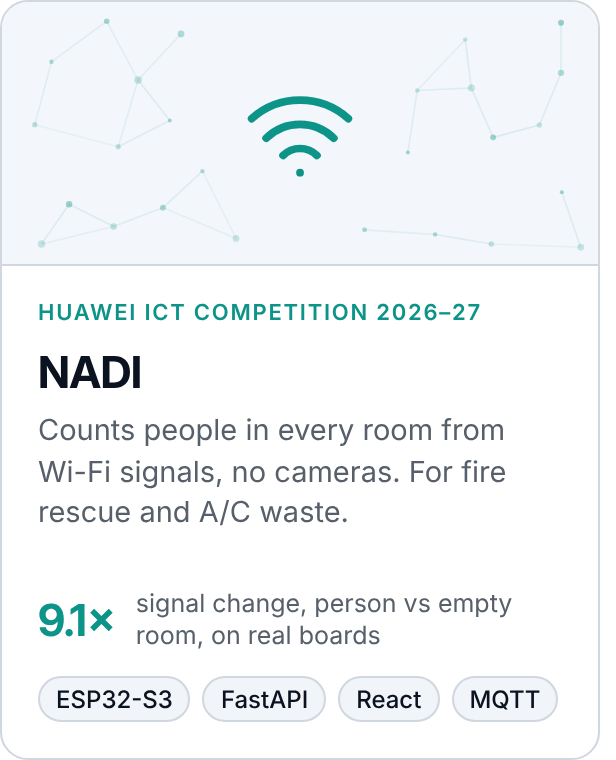 HUAWEI ICT COMPETITION 2026–27
NADI
Counts people in every room from
Wi-Fi signals, no cameras. For fire
rescue and A/C waste.
9.1×
signal change, person vs empty
room, on real boards
ESP32-S3
FastAPI
React
MQTT